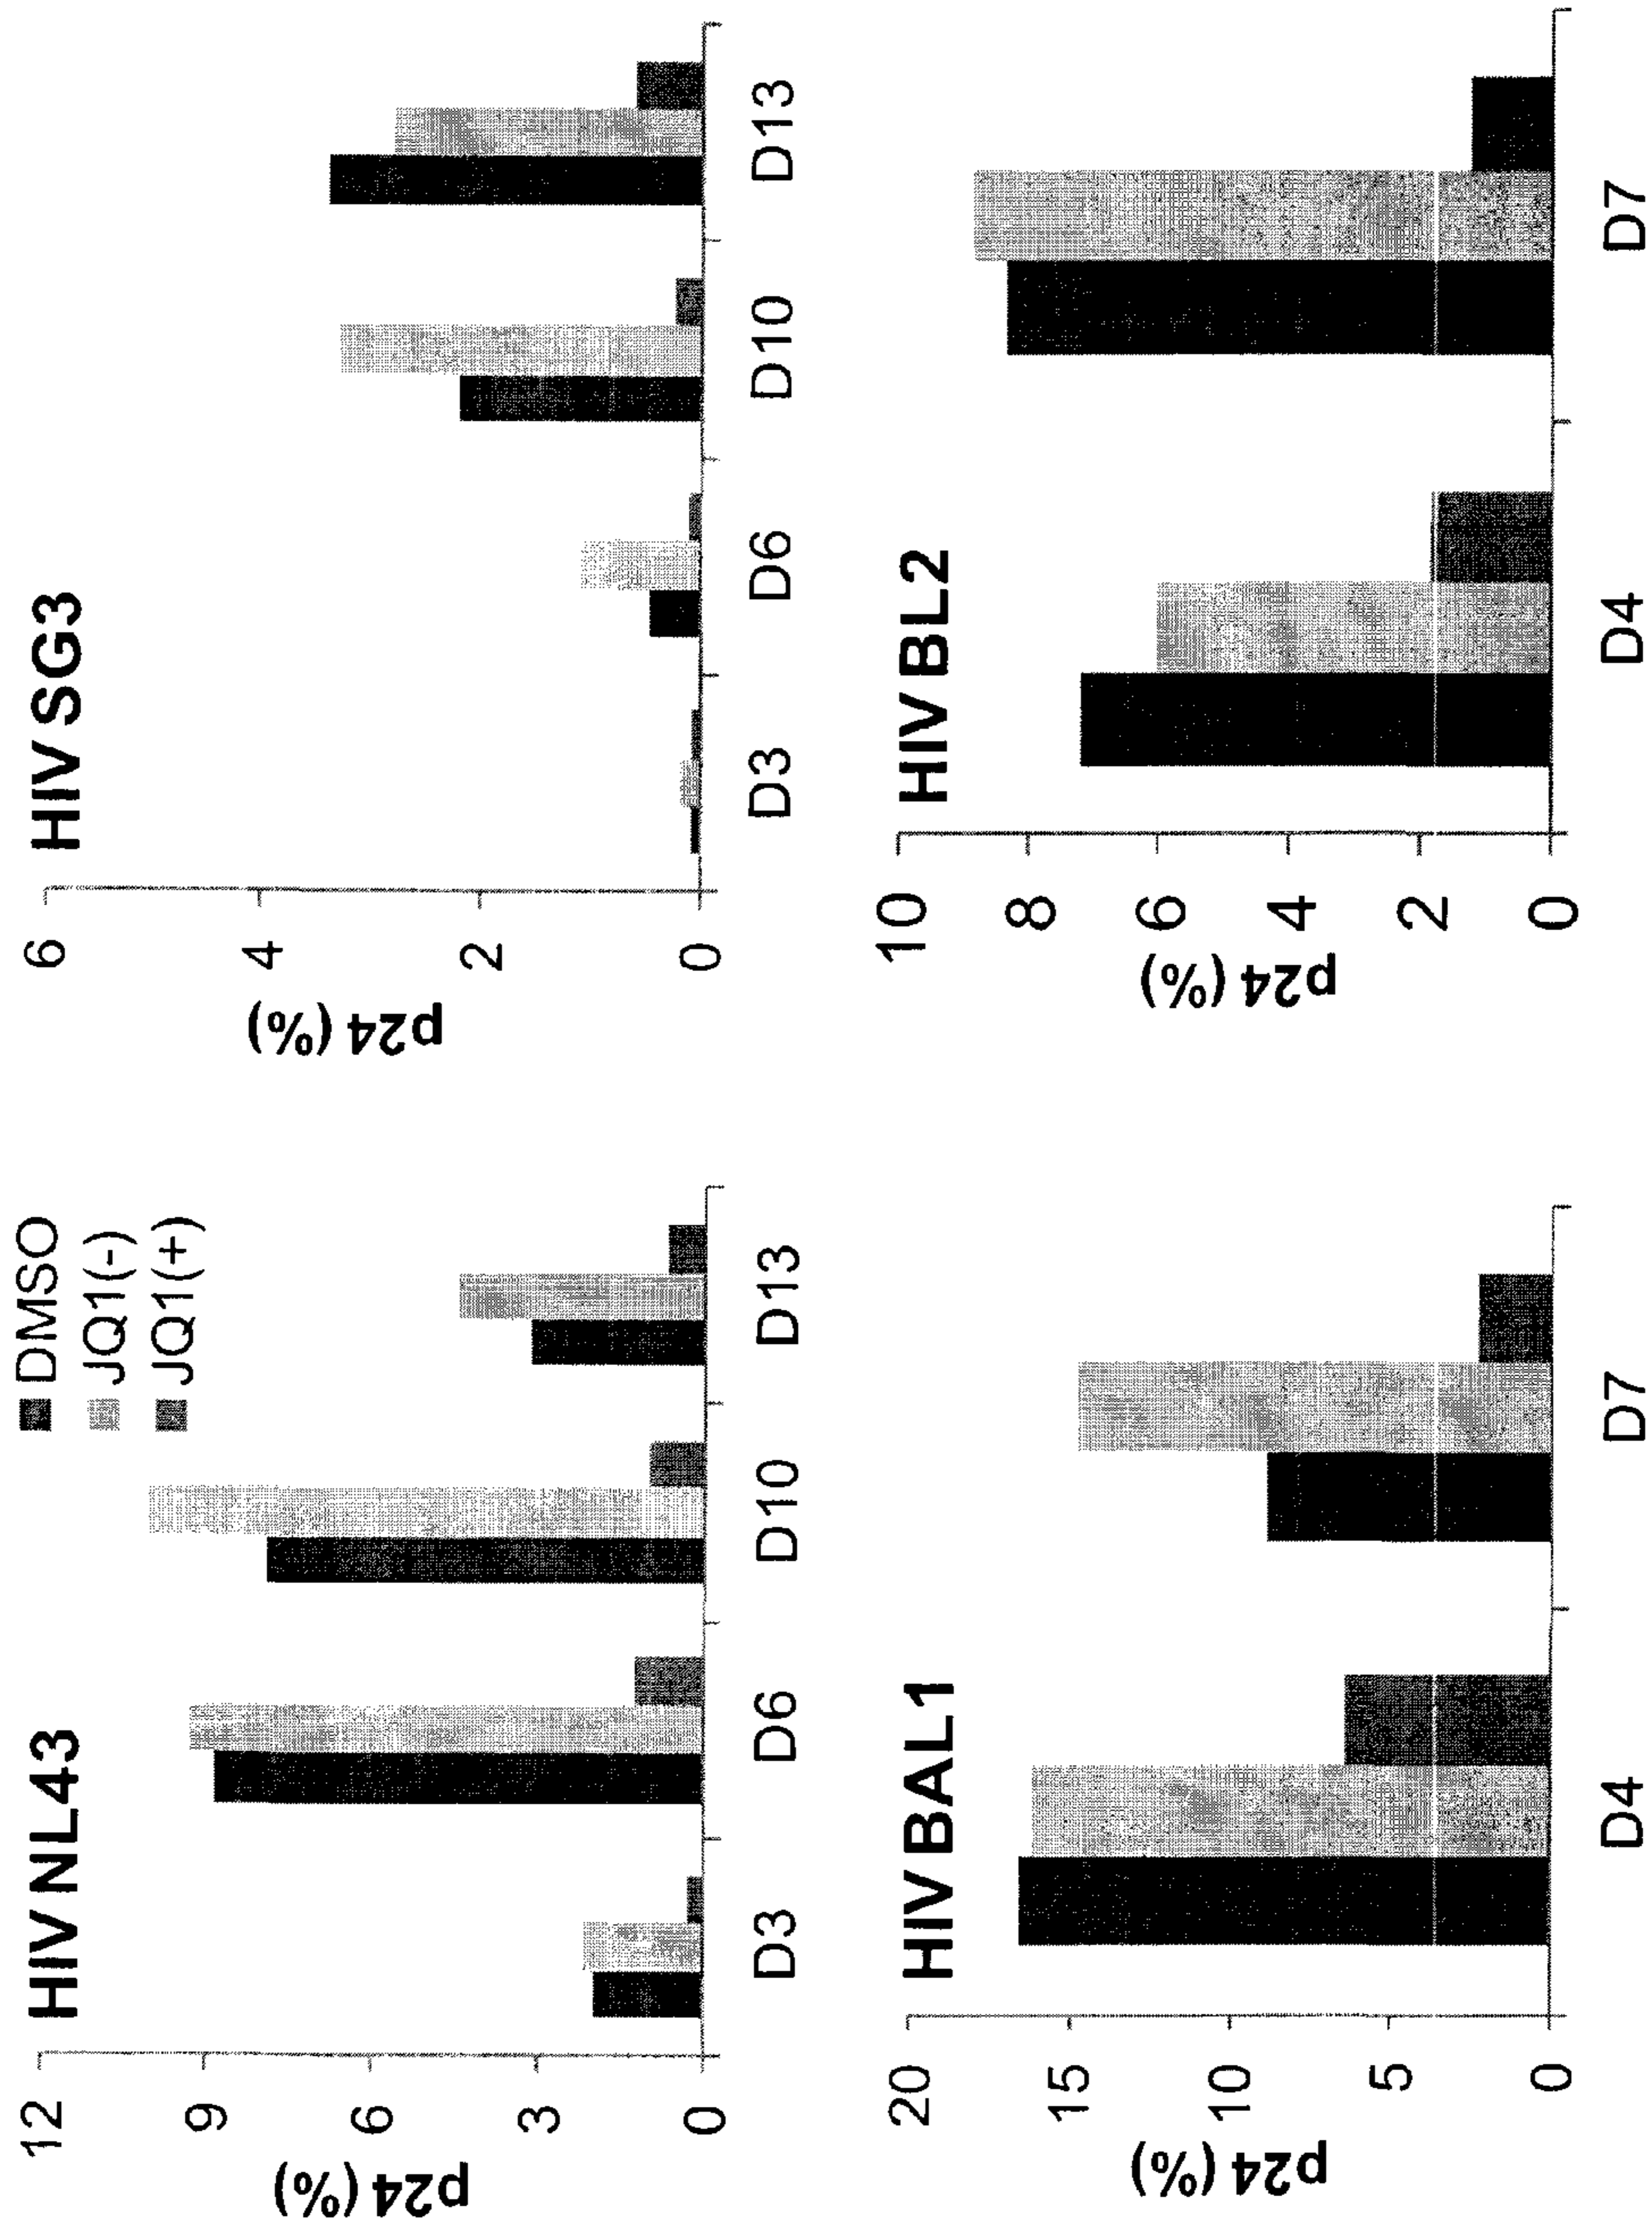 HIV NL43
DMSO
JQ1(-)
JQ1(+)
p24 (%)
12
9
6
3
0
D3
D6
D10
D13
HIV SG3
p24 (%)
6
4
2
0
D3
D6
D10
D13
HIV BAL1
p24 (%)
20
15
10
5
0
D4
D7
HIV BL2
p24 (%)
10
8
6
4
2
0
D4
D7